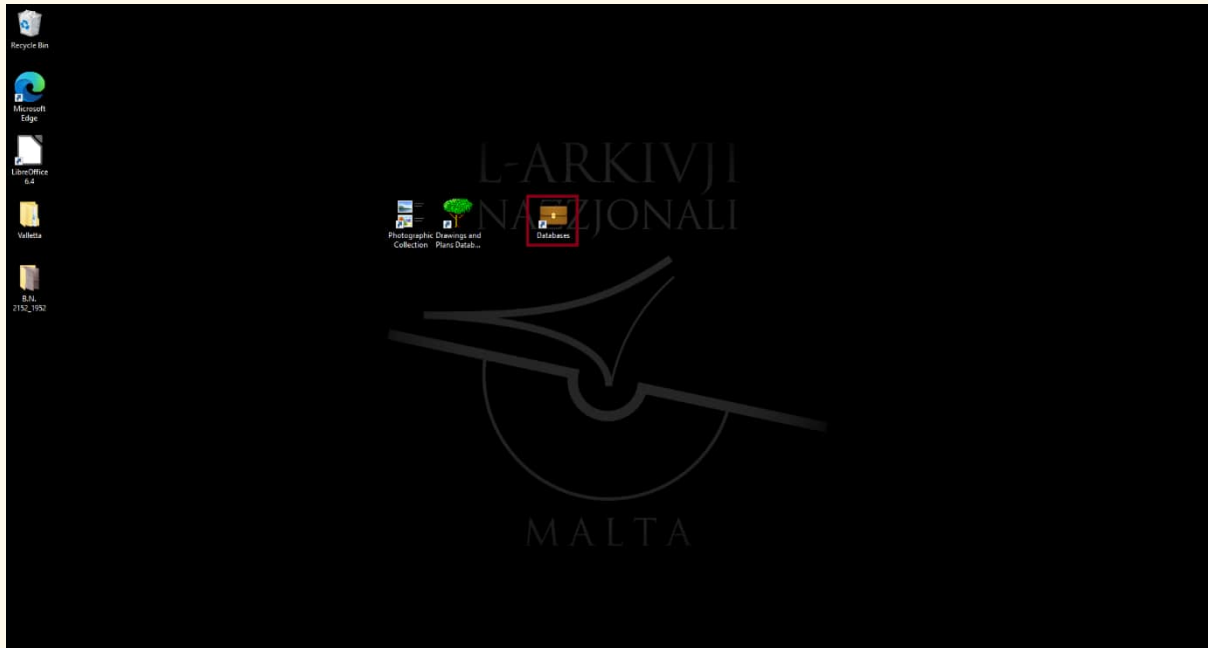 Recycle Bin
Microsoft
Edge
LibreOffice
6.4
Valletta
B.N.
2152_1952
L-ARKIVJI
NAZZJONALI
Photographic
Collection
Drawings and
Plans Datab...
Databases
MALTA